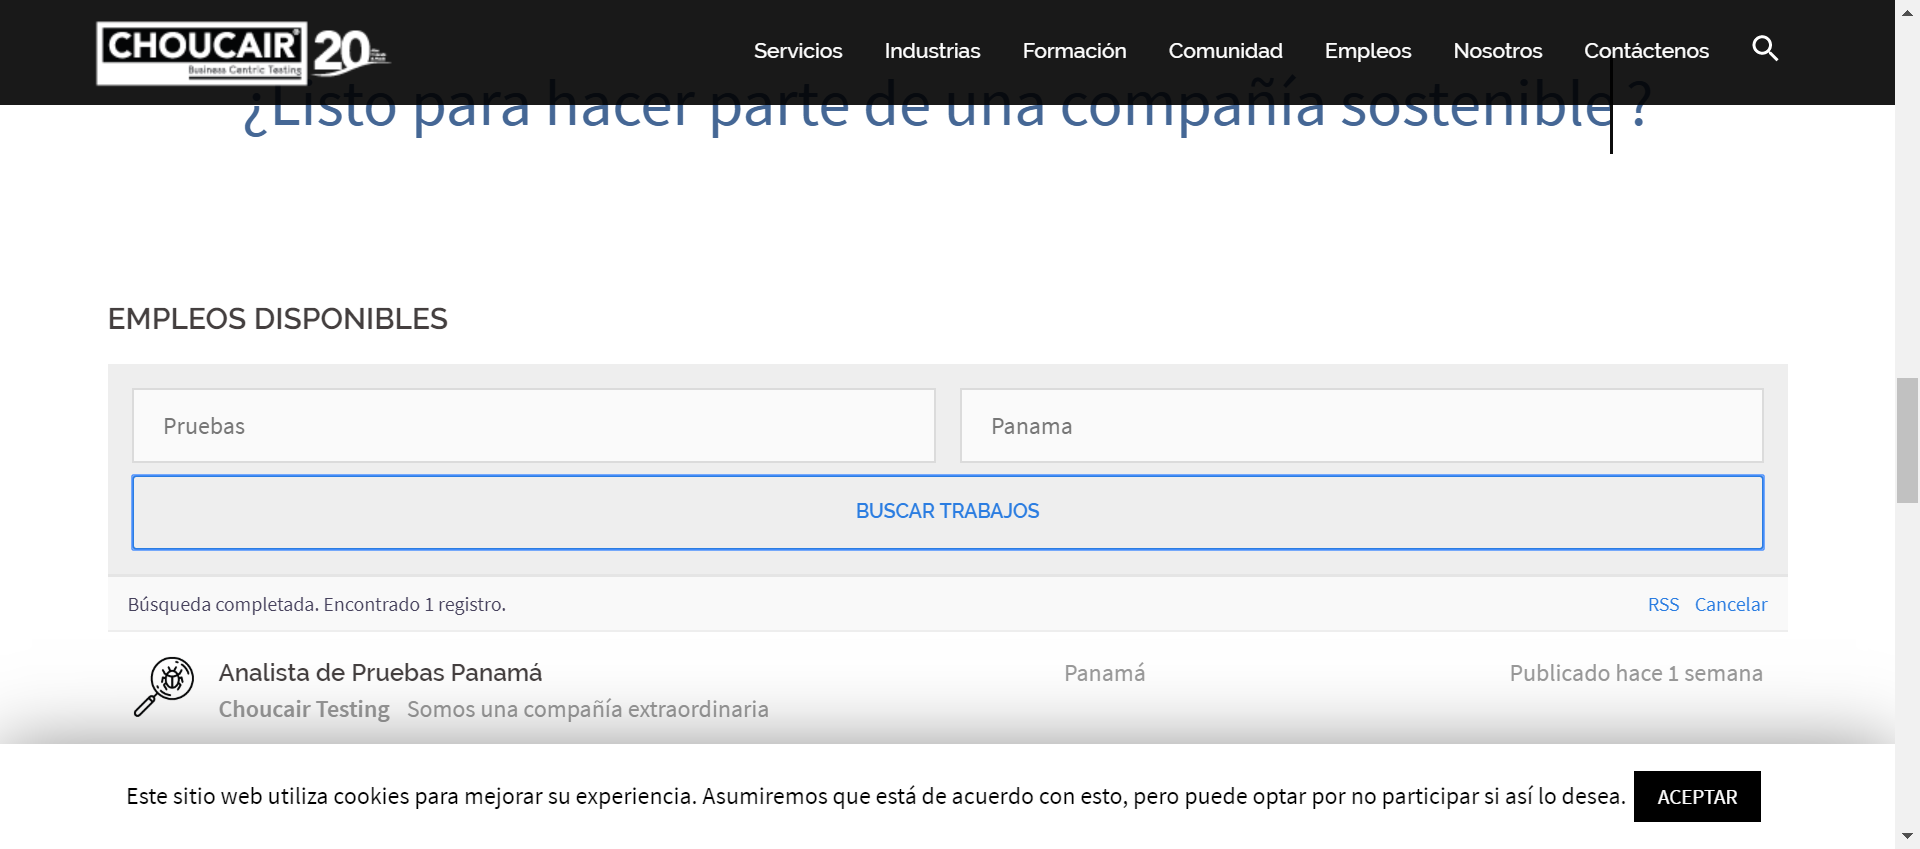 CHOUCAIR
Business Centric Testing
20
Servicios Industrias Formación Comunidad Empleos Nosotros Contáctenos
¿Listo para hacer parte de una compañía sostenible ?
EMPLEOS DISPONIBLES
Pruebas Panama
BUSCAR TRABAJOS
Búsqueda completada. Encontrado 1 registro. RSS Cancelar
Analista de Pruebas Panamá Panamá Publicado hace 1 semana
Choucair Testing Somos una compañía extraordinaria
Este sitio web utiliza cookies para mejorar su experiencia. Asumiremos que está de acuerdo con esto, pero puede optar por no participar si así lo desea. ACEPTAR